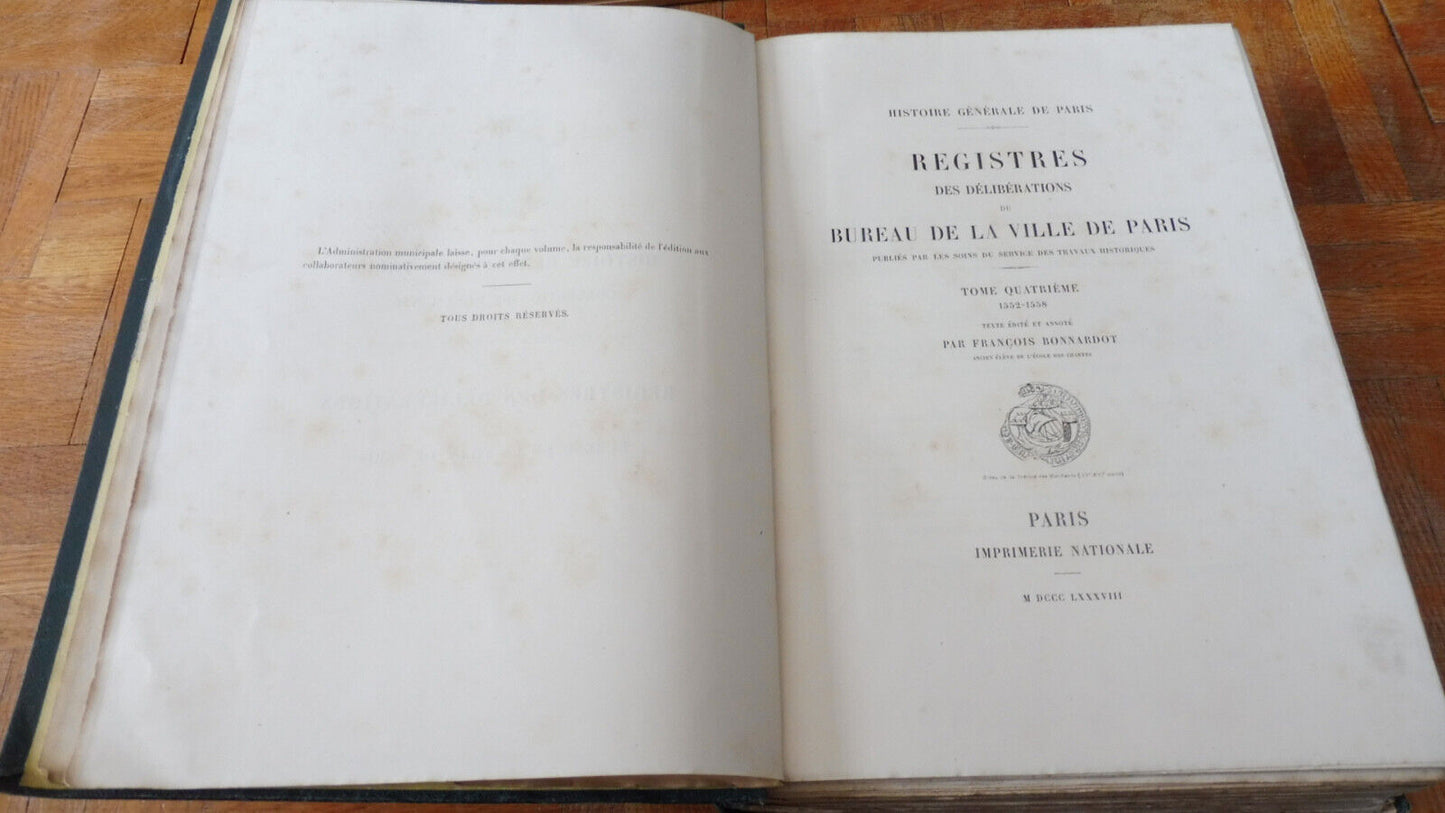 L'Administration municipale laisse, pour chaque volume, la responsabilité de l'édition aux
collaborateurs nominativement désignés à cet effet.
TOUS DROITS RÉSERVÉS.
HISTOIRE GÉNÉRALE DE PARIS
REGISTRES
DES DÉLIBÉRATIONS
DU
BUREAU DE LA VILLE DE PARIS
PUBLIÉS PAR LES SOINS DU SERVICE DES TRAVAUX HISTORIQUES
TOME QUATRIÈME
1552-1558
TEXTE ÉDITÉ ET ANNOTÉ
PAR FRANÇOIS BONNARDOT
ANCIEN ÉLÈVE DE L'ÉCOLE DES CHARTES
PARIS
IMPRIMERIE NATIONALE
M DCCC LXXXVIII